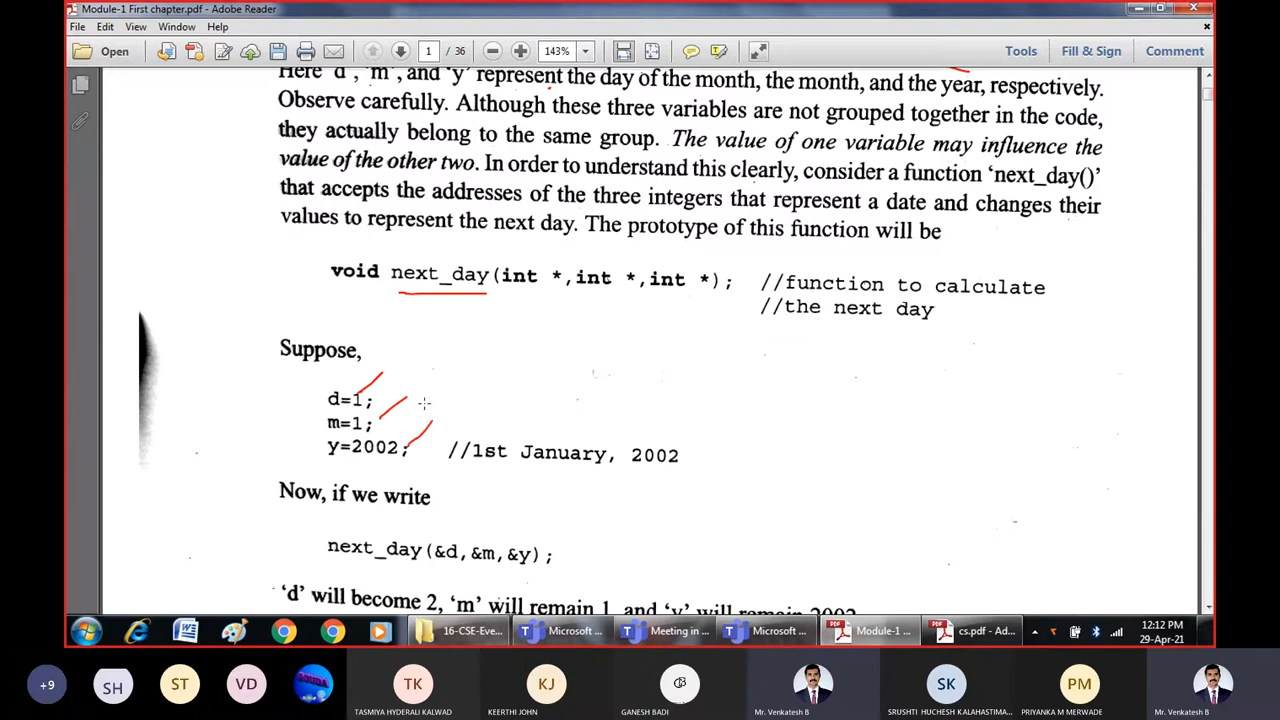 Module-1 First chapter.pdf - Adobe Reader
File Edit View Window Help
Open 1 / 36 143% Tools Fill & Sign Comment
Here 'd', 'm', and 'y' represent the day of the month, the month, and the year, respectively.
Observe carefully. Although these three variables are not grouped together in the code,
they actually belong to the same group. The value of one variable may influence the
value of the other two. In order to understand this clearly, consider a function 'next_day()'
that accepts the addresses of the three integers that represent a date and changes their
values to represent the next day. The prototype of this function will be
void next_day(int *,int *,int *); //function to calculate
//the next day
Suppose,
d=1;
m=1;
y=2002; //1st January, 2002
Now, if we write
next_day(&d,&m,&y);
'd' will become 2, 'm' will remain 1, and 'y' will remain 2002
16-CSE-Eve... Microsoft ... Meeting in ... Microsoft ... Module-1 ... cs.pdf - Ad... 12:12 PM
29-Apr-21
+9 SH ST VD GOUDA TK KJ SK PM
TASMIYA HYDERALI KALWAD KEERTHI JOHN GANESH BADI Mr. Venkatesh B SRUSHTI HUCHESH KALAHASTIMA... PRIYANKA M MERWADE Mr. Venkatesh B